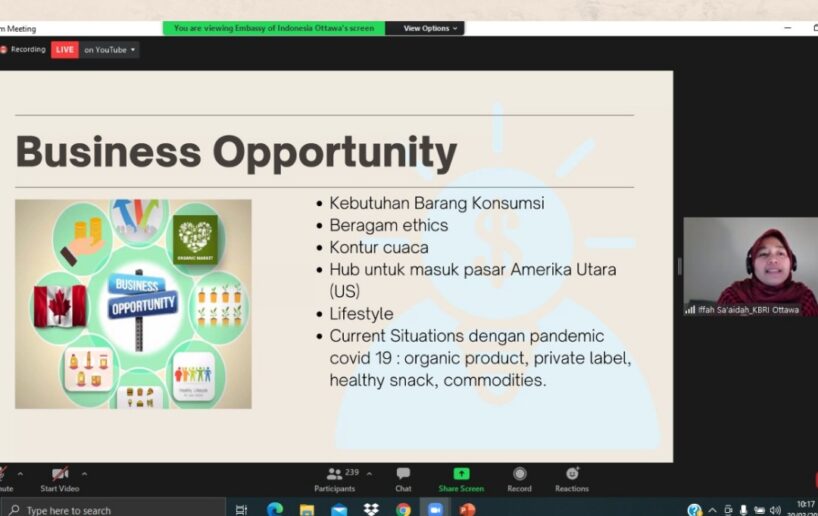 m Meeting
You are viewing Embassy of Indonesia Ottawa's screen
View Options
Recording
LIVE
on YouTube
Business Opportunity
ORGANIC MARKET
BUSINESS
OPPORTUNITY
• Kebutuhan Barang Konsumsi
• Beragam ethics
• Kontur cuaca
• Hub untuk masuk pasar Amerika Utara
(US)
• Lifestyle
• Current Situations dengan pandemic
covid 19 : organic product, private label,
healthy snack, commodities.
Iffah Sa'aidah_KBRI Ottawa
ute
Start Video
239
Participants
Chat
Share Screen
Record
Reactions
Type here to search
10:17